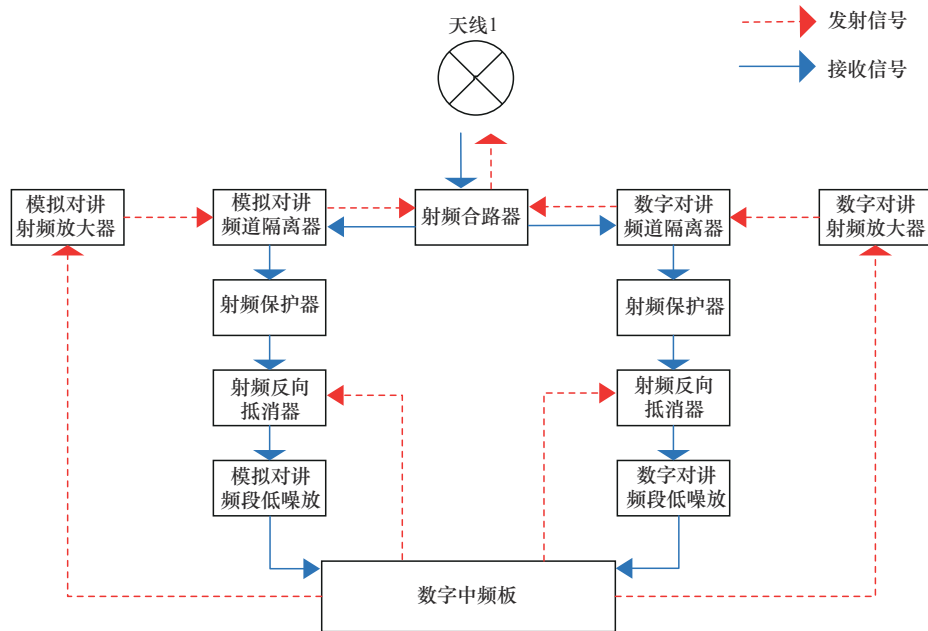 天线1
发射信号
接收信号
模拟对讲
射频放大器
模拟对讲
频道隔离器
射频合路器
数字对讲
频道隔离器
数字对讲
射频放大器
射频保护器
射频保护器
射频反向
抵消器
射频反向
抵消器
模拟对讲
频段低噪放
数字对讲
频段低噪放
数字中频板